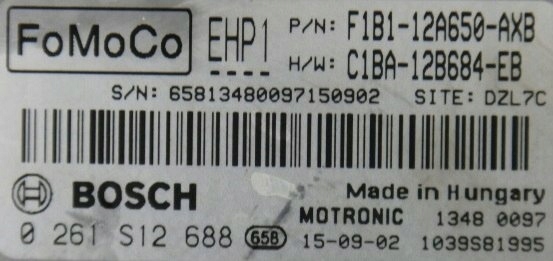 FoMoCo EHP1 P/N: F1B1-12A650-AXB
H/W: C1BA-12B684-EB
S/N: 65813480097150902 SITE: DZL7C
BOSCH Made in Hungary
MOTRONIC 1348 0097
0 261 S12 688 658 15-09-02 1039S81995